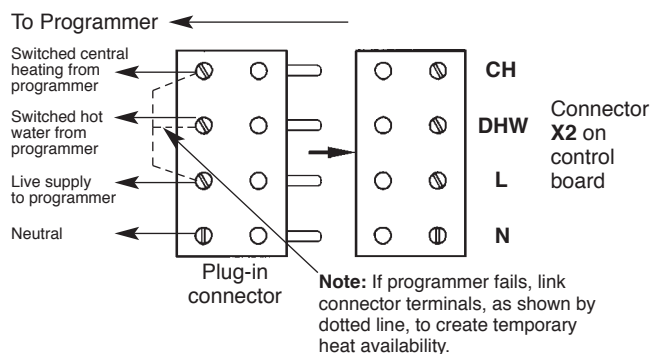 To Programmer
Switched central
heating from
programmer
Switched hot
water from
programmer
Live supply
to programmer
Neutral
Plug-in
connector
CH
DHW
L
N
Connector
X2 on
control
board
Note: If programmer fails, link
connector terminals, as shown by
dotted line, to create temporary
heat availability.